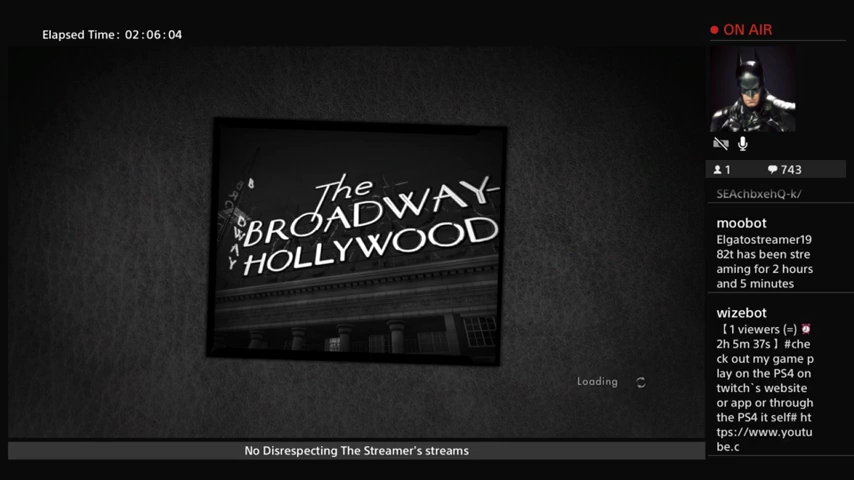 Elapsed Time: 02:06:04
ON AIR
The
BROADWAY-
HOLLYWOOD
1
743
SEAchbxehQ-k/
moobot
Elgatostreamer19
82t has been stre
aming for 2 hours
and 5 minutes
wizebot
【1 viewers (=) ⏰
2h 5m 37s 】#che
ck out my game p
lay on the PS4 on
twitch`s website
or app or through
the PS4 it self# ht
tps://www.youtu
be.c
Loading
No Disrespecting The Streamer's streams